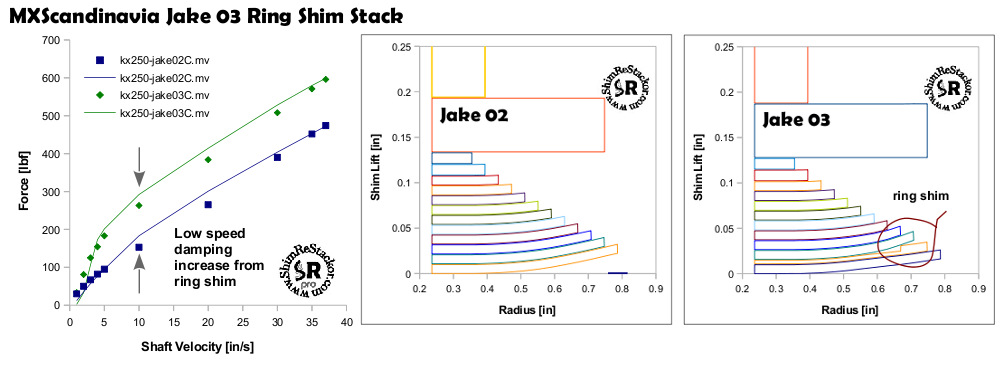 MXScandinavia Jake 03 Ring Shim Stack
700
600
500
400
300
200
100
0
Force [lbf]
kx250-jake02C.mv
kx250-jake02C.mv
kx250-jake03C.mv
kx250-jake03C.mv
Low speed
damping
increase from
ring shim
www.ShimReStackor.com
SR
pro
0 5 10 15 20 25 30 35 40
Shaft Velocity [in/s]
0.25
0.2
0.15
0.1
0.05
0
Shim Lift [in]
Jake 02
www.ShimReStackor.com
SR
0.2 0.3 0.4 0.5 0.6 0.7 0.8 0.9
Radius [in]
0.25
0.2
0.15
0.1
0.05
0
Shim Lift [in]
Jake 03
www.ShimReStackor.com
SR
ring shim
0.2 0.3 0.4 0.5 0.6 0.7 0.8 0.9
Radius [in]